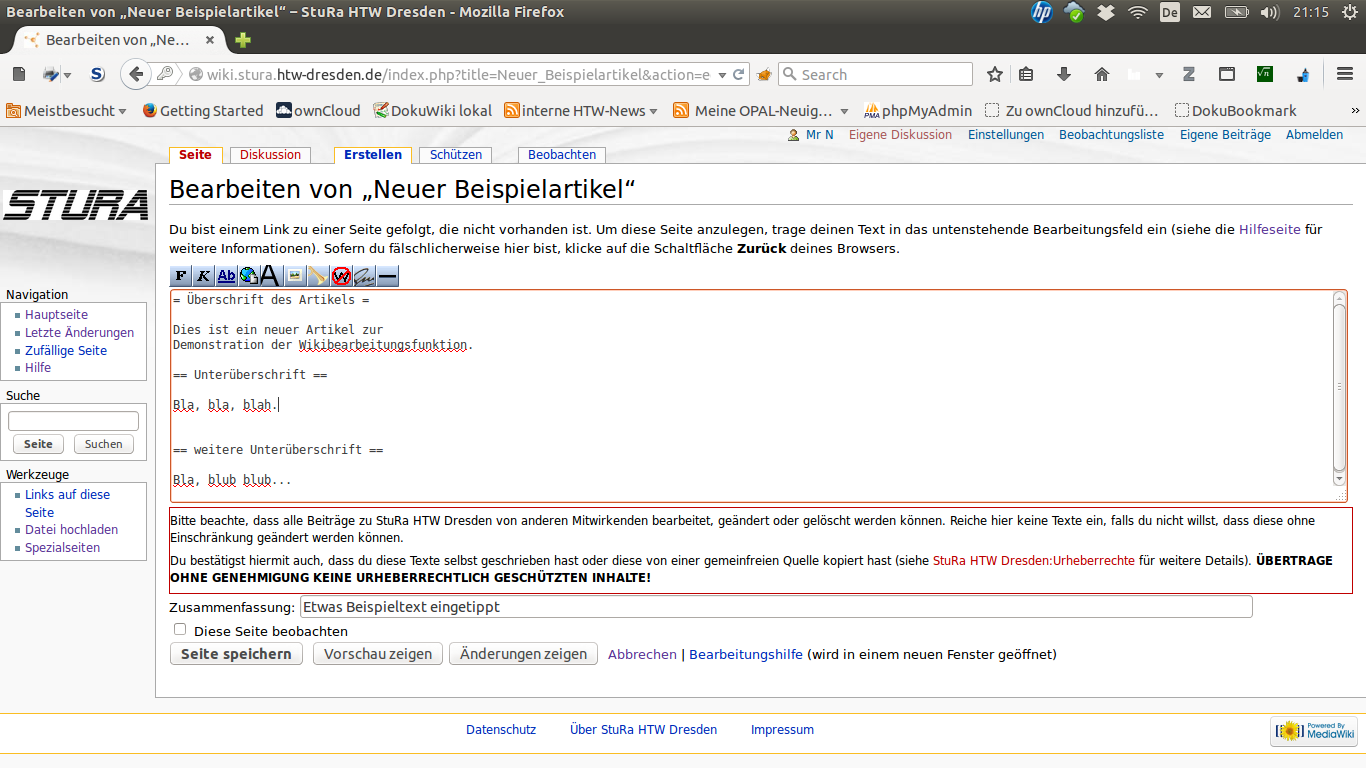 Bearbeiten von „Neuer Beispielartikel“ – StuRa HTW Dresden - Mozilla Firefox
De
21:15
Bearbeiten von „Ne…
wiki.stura.htw-dresden.de/index.php?title=Neuer_Beispielartikel&action=e
Search
Meistbesucht
Getting Started
ownCloud
DokuWiki lokal
interne HTW-News
Meine OPAL-Neuig…
phpMyAdmin
Zu ownCloud hinzufü…
DokuBookmark
Mr N
Eigene Diskussion
Einstellungen
Beobachtungsliste
Eigene Beiträge
Abmelden
Seite
Diskussion
Erstellen
Schützen
Beobachten
STURA
Bearbeiten von „Neuer Beispielartikel“
Du bist einem Link zu einer Seite gefolgt, die nicht vorhanden ist. Um diese Seite anzulegen, trage deinen Text in das untenstehende Bearbeitungsfeld ein (siehe die Hilfeseite für
weitere Informationen). Sofern du fälschlicherweise hier bist, klicke auf die Schaltfläche Zurück deines Browsers.
F K Ab A W
= Überschrift des Artikels =
Dies ist ein neuer Artikel zur
Demonstration der Wikibearbeitungsfunktion.
== Unterüberschrift ==
Bla, bla, blah.
== weitere Unterüberschrift ==
Bla, blub blub...
Navigation
Hauptseite
Letzte Änderungen
Zufällige Seite
Hilfe
Suche
Seite
Suchen
Werkzeuge
Links auf diese
Seite
Datei hochladen
Spezialseiten
Bitte beachte, dass alle Beiträge zu StuRa HTW Dresden von anderen Mitwirkenden bearbeitet, geändert oder gelöscht werden können. Reiche hier keine Texte ein, falls du nicht willst, dass diese ohne
Einschränkung geändert werden können.
Du bestätigst hiermit auch, dass du diese Texte selbst geschrieben hast oder diese von einer gemeinfreien Quelle kopiert hast (siehe StuRa HTW Dresden:Urheberrechte für weitere Details). ÜBERTRAGE
OHNE GENEHMIGUNG KEINE URHEBERRECHTLICH GESCHÜTZTEN INHALTE!
Zusammenfassung: Etwas Beispieltext eingetippt
Diese Seite beobachten
Seite speichern
Vorschau zeigen
Änderungen zeigen
Abbrechen | Bearbeitungshilfe (wird in einem neuen Fenster geöffnet)
Datenschutz
Über StuRa HTW Dresden
Impressum
Powered By
MediaWiki